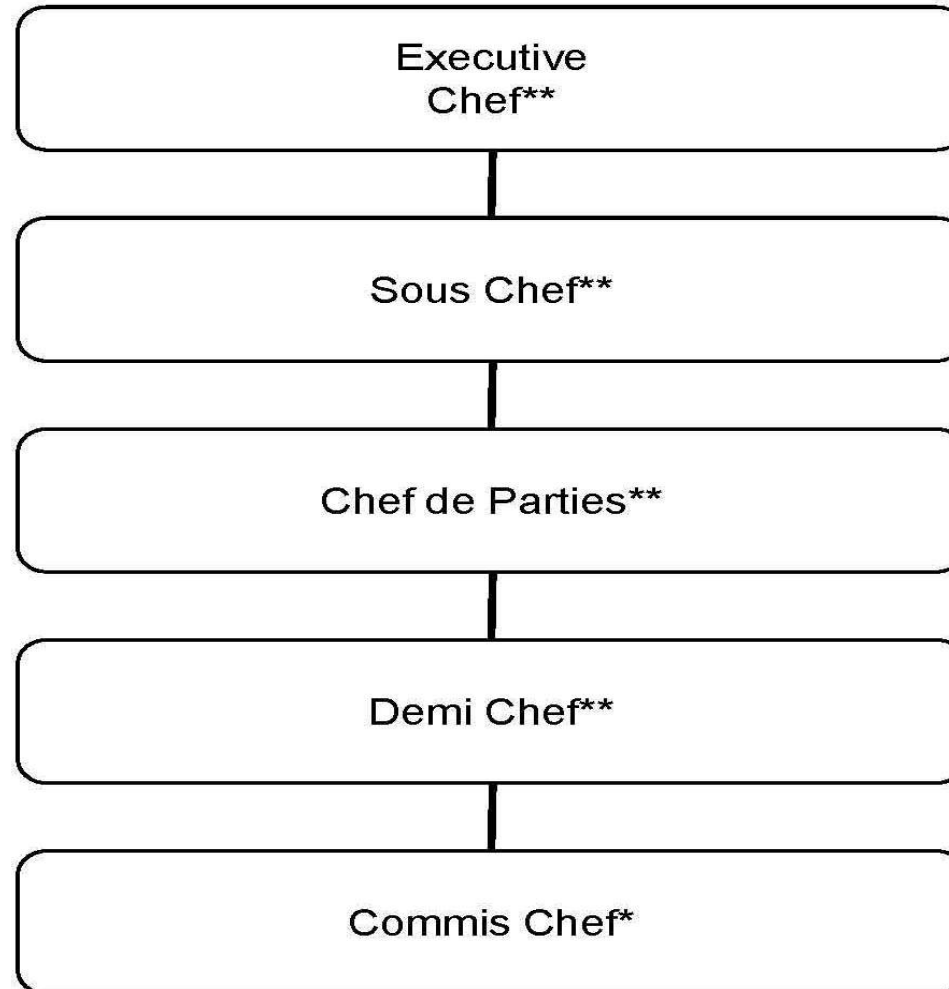 Executive
Chef**
Sous Chef**
Chef de Parties**
Demi Chef**
Commis Chef*